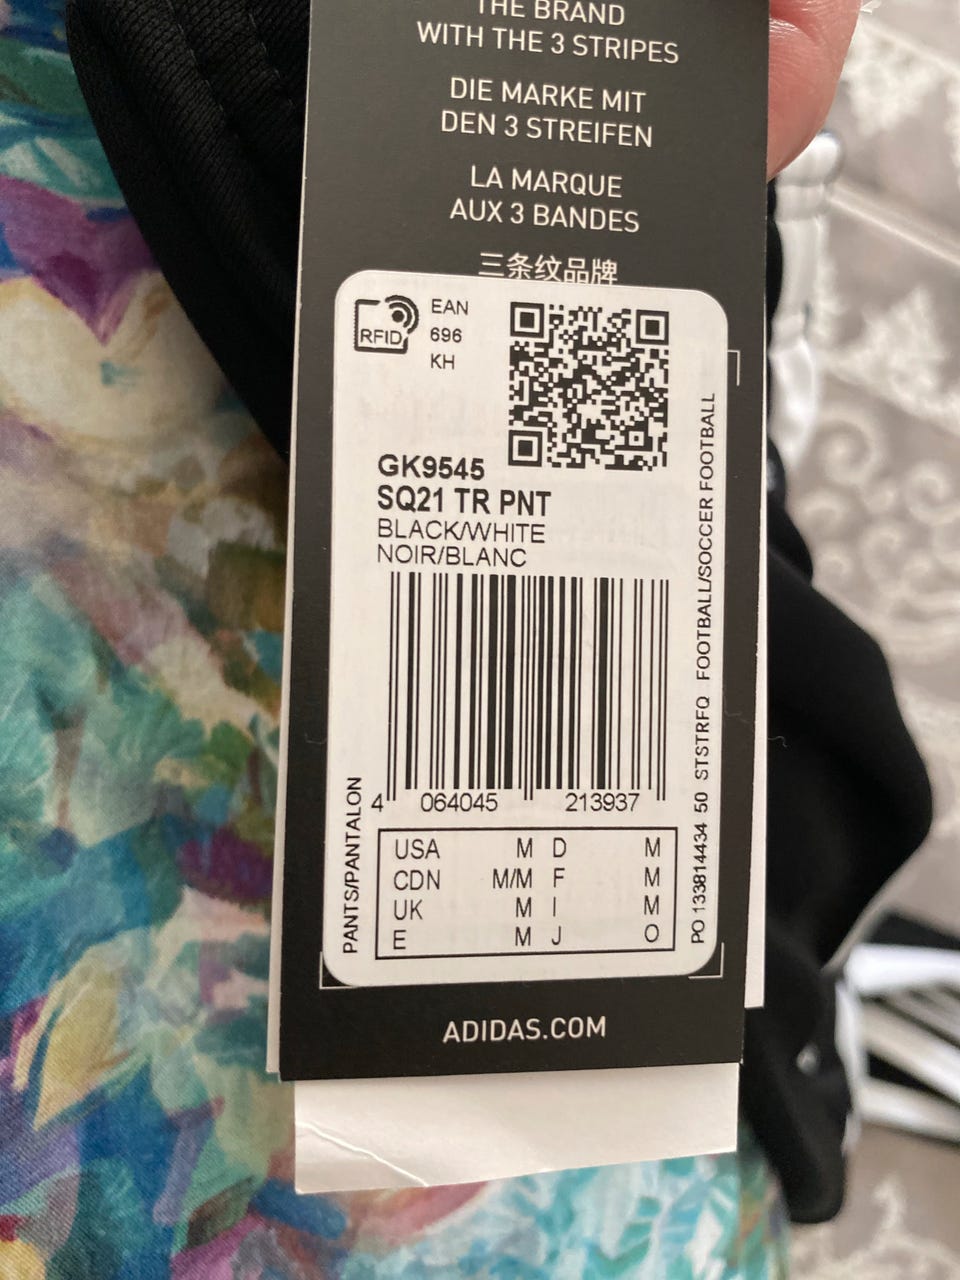 THE BRAND
WITH THE 3 STRIPES
DIE MARKE MIT
DEN 3 STREIFEN
LA MARQUE
AUX 3 BANDES
三条纹品牌
RFID
EAN
696
KH
GK9545
SQ21 TR PNT
BLACK/WHITE
NOIR/BLANC
4 064045 213937
PANTS/PANTALON
PO 133814434 50 STSTRFQ FOOTBALL/SOCCER FOOTBALL
USA M D M
CDN M/M F M
UK M I M
E M J O
ADIDAS.COM